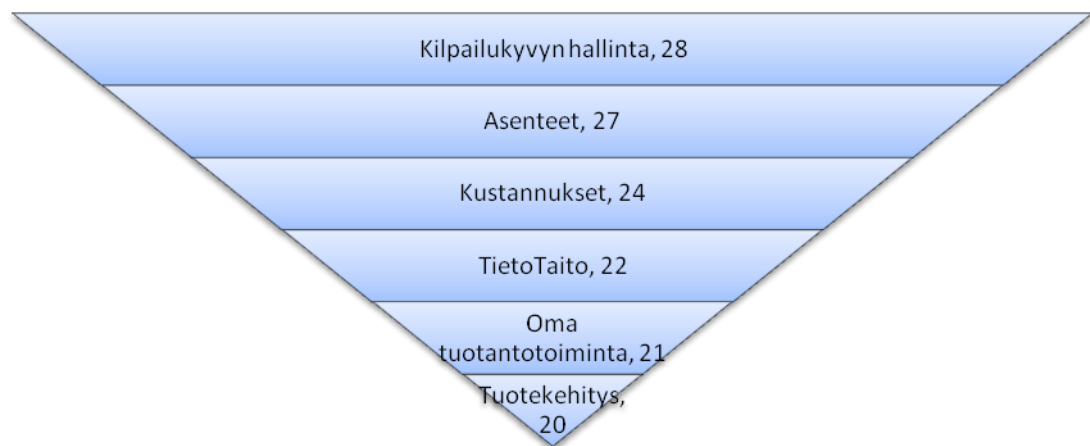 Kilpailukyvyn hallinta, 28
Asenteet, 27
Kustannukset, 24
TietoTaito, 22
Oma
tuotantotoiminta, 21
Tuotekehitys,
20